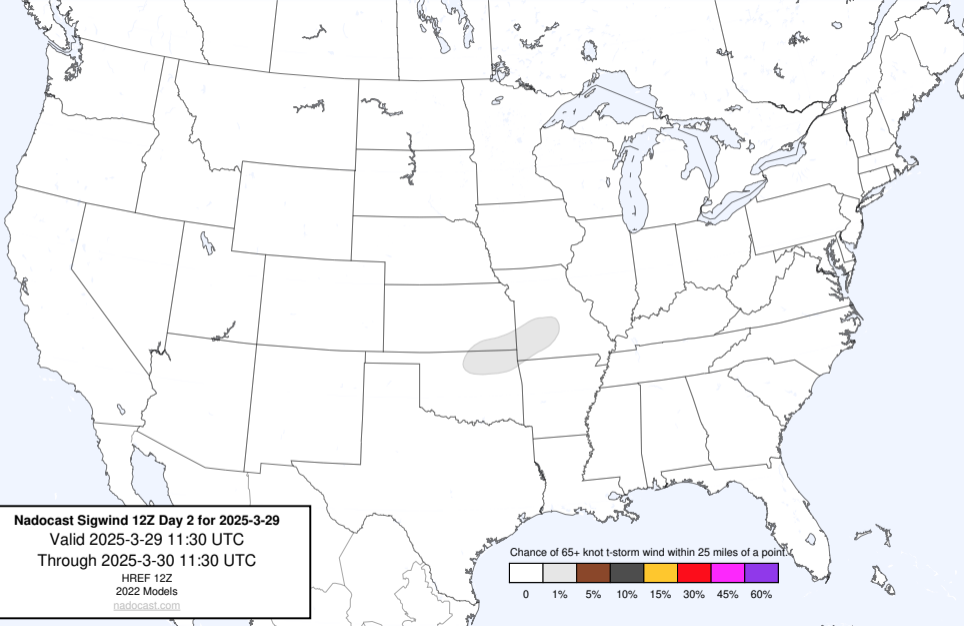 Nadocast Sigwind 12Z Day 2 for 2025-3-29
Valid 2025-3-29 11:30 UTC
Through 2025-3-30 11:30 UTC
HREF 12Z
2022 Models
nadocast.com
Chance of 65+ knot t-storm wind within 25 miles of a point.
0 1% 5% 10% 15% 30% 45% 60%